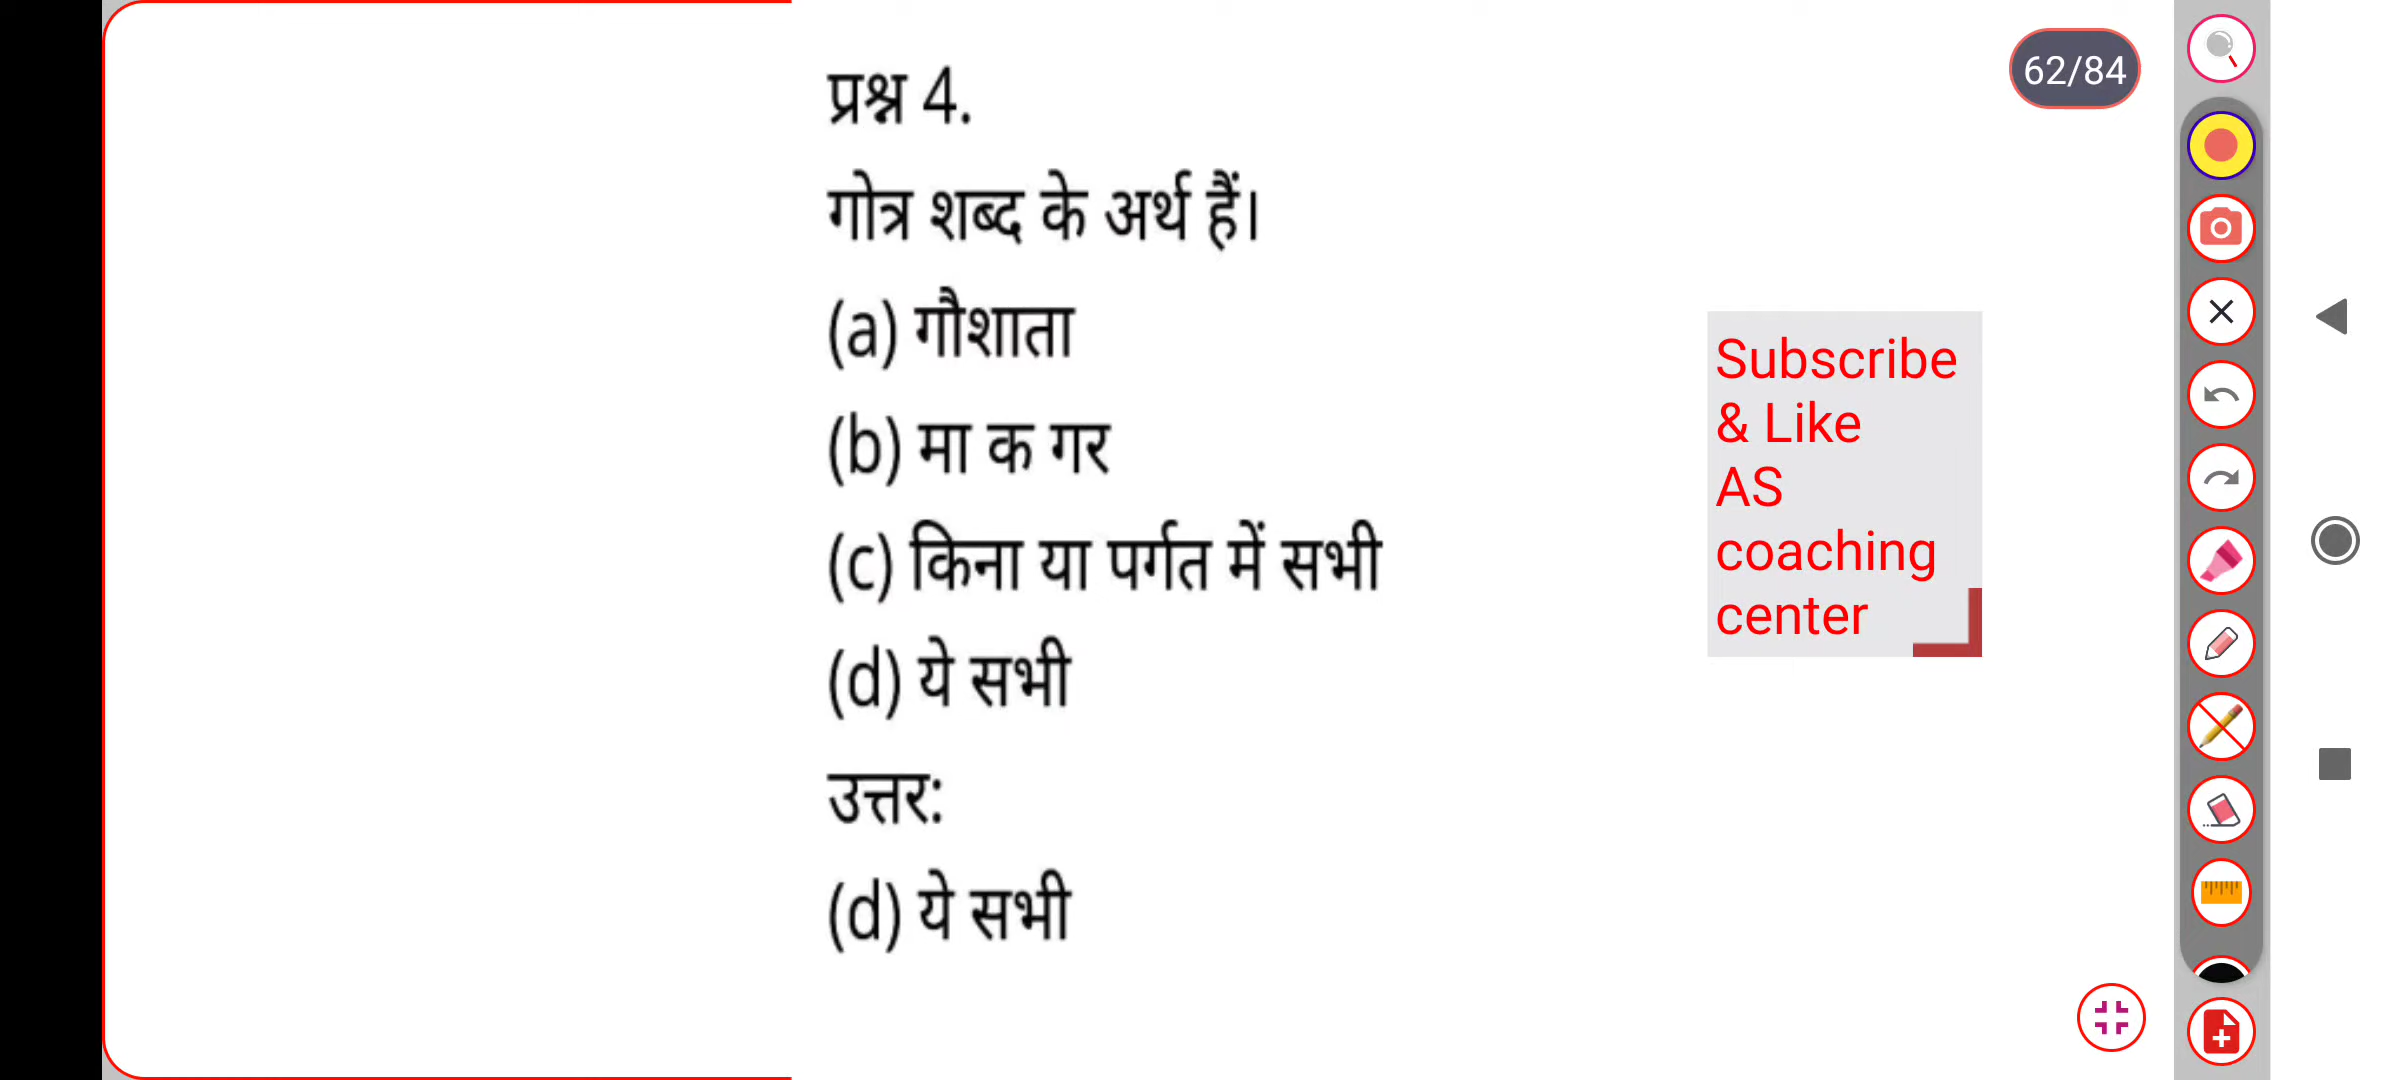 प्रश्न 4.
गोत्र शब्द के अर्थ हैं।
(a) गौशाता
(b) मा क गर
(c) किना या पर्गत में सभी
(d) ये सभी
उत्तर:
(d) ये सभी
62/84
Subscribe
& Like
AS
coaching
center